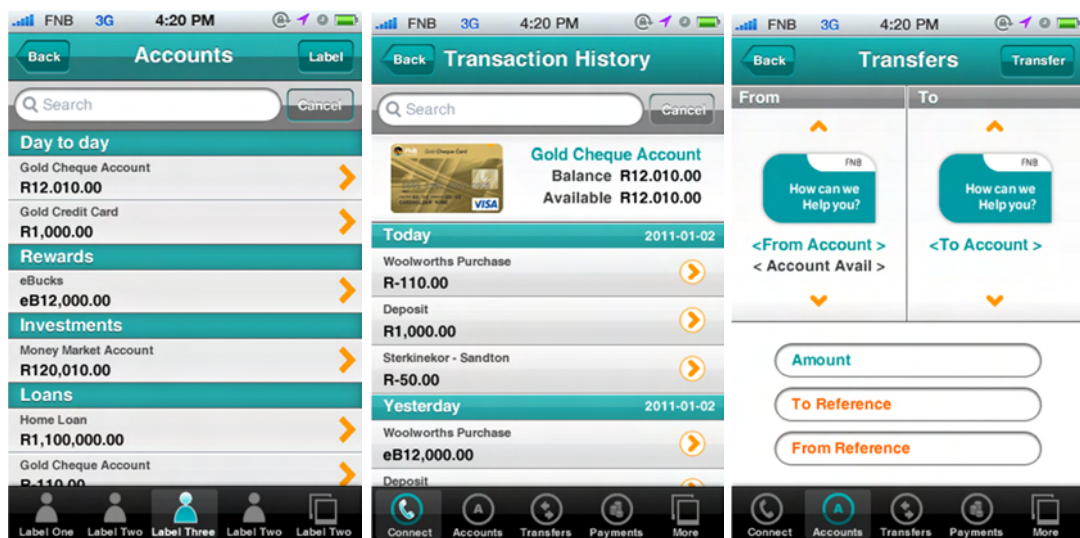 FNB 3G 4:20 PM
Back Accounts Label
Search Cancel
Day to day
Gold Cheque Account
R12.010.00
Gold Credit Card
R1,000.00
Rewards
eBucks
eB12,000.00
Investments
Money Market Account
R120,010.00
Loans
Home Loan
R1,100,000.00
Gold Cheque Account
R-110.00
Label One Label Two Label Three Label Two Label Two
FNB 3G 4:20 PM
Back Transaction History
Search Cancel
FNB Gold Cheque Card
VISA
Gold Cheque Account
Balance R12.010.00
Available R12.010.00
Today 2011-01-02
Woolworths Purchase
R-110.00
Deposit
R1,000.00
Sterkinekor - Sandton
R-50.00
Yesterday 2011-01-02
Woolworths Purchase
eB12,000.00
Deposit
Connect Accounts Transfers Payments More
FNB 3G 4:20 PM
Back Transfers Transfer
From To
FNB FNB
How can we How can we
Help you? Help you?
<From Account > <To Account >
< Account Avail >
Amount
To Reference
From Reference
Connect Accounts Transfers Payments More